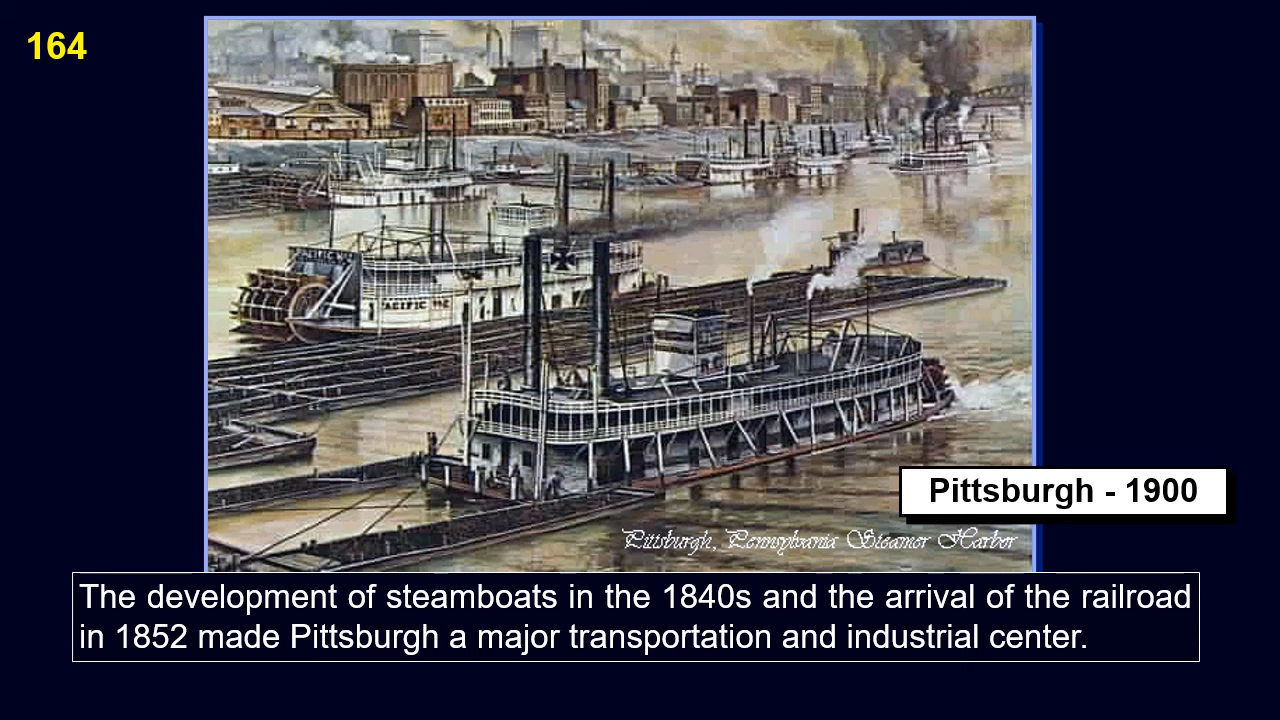 164
PACIFIC
Pittsburgh - 1900
Pittsburgh, Pennsylvania Steamer Harbor
The development of steamboats in the 1840s and the arrival of the railroad
in 1852 made Pittsburgh a major transportation and industrial center.